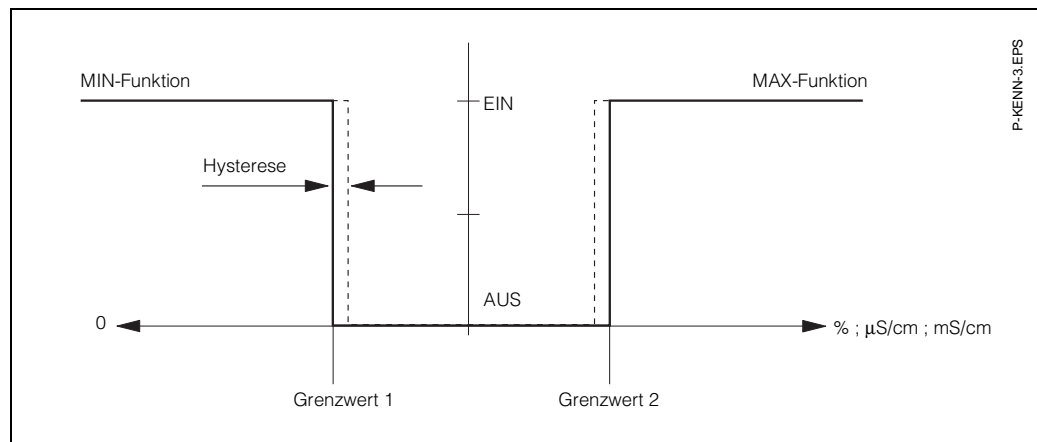 P-KENN-3.EPS
MIN-Funktion
MAX-Funktion
EIN
Hysterese
AUS
0
% ; µS/cm ; mS/cm
Grenzwert 1
Grenzwert 2